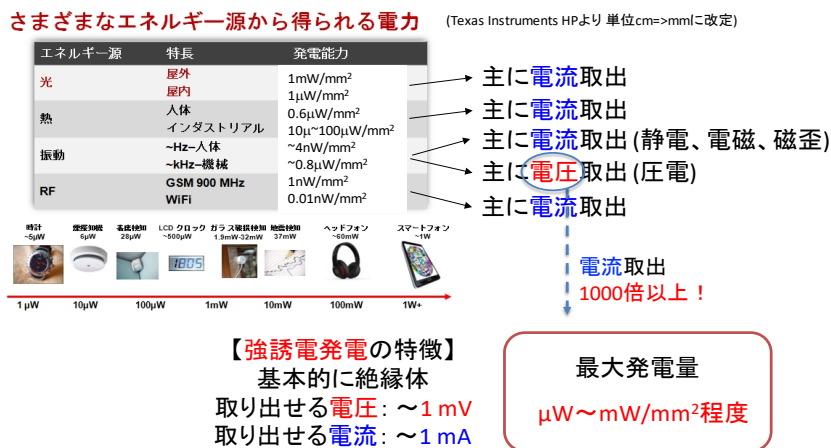 さまざまなエネルギー源から得られる電力 (Texas Instruments HPより 単位cm=>mmに改定)
エネルギー源 特長 発電能力
光 屋外 1mW/mm²
屋内 1μW/mm²
熱 人体 0.6μW/mm²
インダストリアル 10μ~100μW/mm²
振動 ~Hz–人体 ~4nW/mm²
~kHz–機械 ~0.8μW/mm²
RF GSM 900 MHz 1nW/mm²
WiFi 0.01nW/mm²
主に電流取出
主に電流取出
主に電流取出(静電、電磁、磁歪)
主に電圧取出(圧電)
主に電流取出
時計 煙探知機 着席検知 LCD クロック ガラス破損検知 地震検知 ヘッドフォン スマートフォン
~5μW 6μW 28μW ~500μW 1.9mW-32mW 37mW ~60mW ~1W
1805
1 μW 10μW 100μW 1mW 10mW 100mW 1W+
電流取出
1000倍以上！
【強誘電発電の特徴】
基本的に絶縁体
取り出せる電圧：～1 mV
取り出せる電流：～1 mA
最大発電量
μW～mW/mm²程度